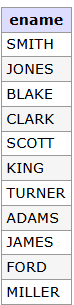 ename
SMITH
JONES
BLAKE
CLARK
SCOTT
KING
TURNER
ADAMS
JAMES
FORD
MILLER